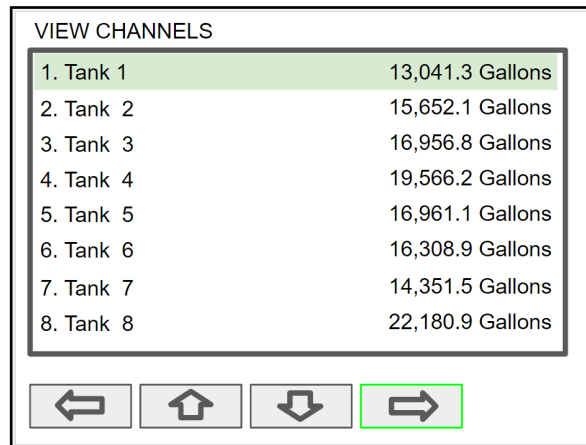 VIEW CHANNELS
1. Tank 1 13,041.3 Gallons
2. Tank 2 15,652.1 Gallons
3. Tank 3 16,956.8 Gallons
4. Tank 4 19,566.2 Gallons
5. Tank 5 16,961.1 Gallons
6. Tank 6 16,308.9 Gallons
7. Tank 7 14,351.5 Gallons
8. Tank 8 22,180.9 Gallons